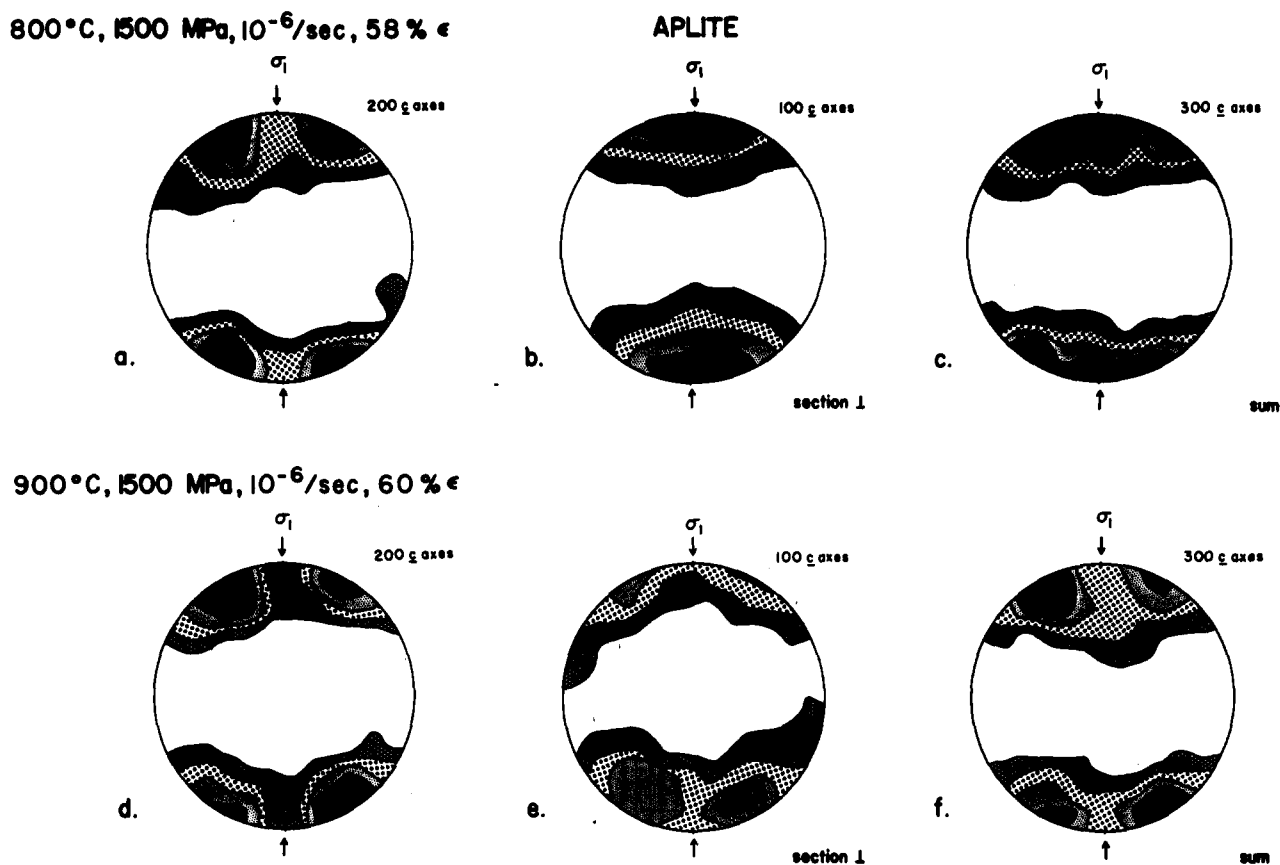 800°C, 1500 MPa, 10⁻⁶/sec, 58 % ϵ
APLITE
σ₁
200 c axes
σ₁
100 c axes
σ₁
300 c axes
a.
b.
section ⊥
c.
sum
900°C, 1500 MPa, 10⁻⁶/sec, 60 % ϵ
σ₁
200 c axes
σ₁
100 c axes
σ₁
300 c axes
d.
e.
section ⊥
f.
sum